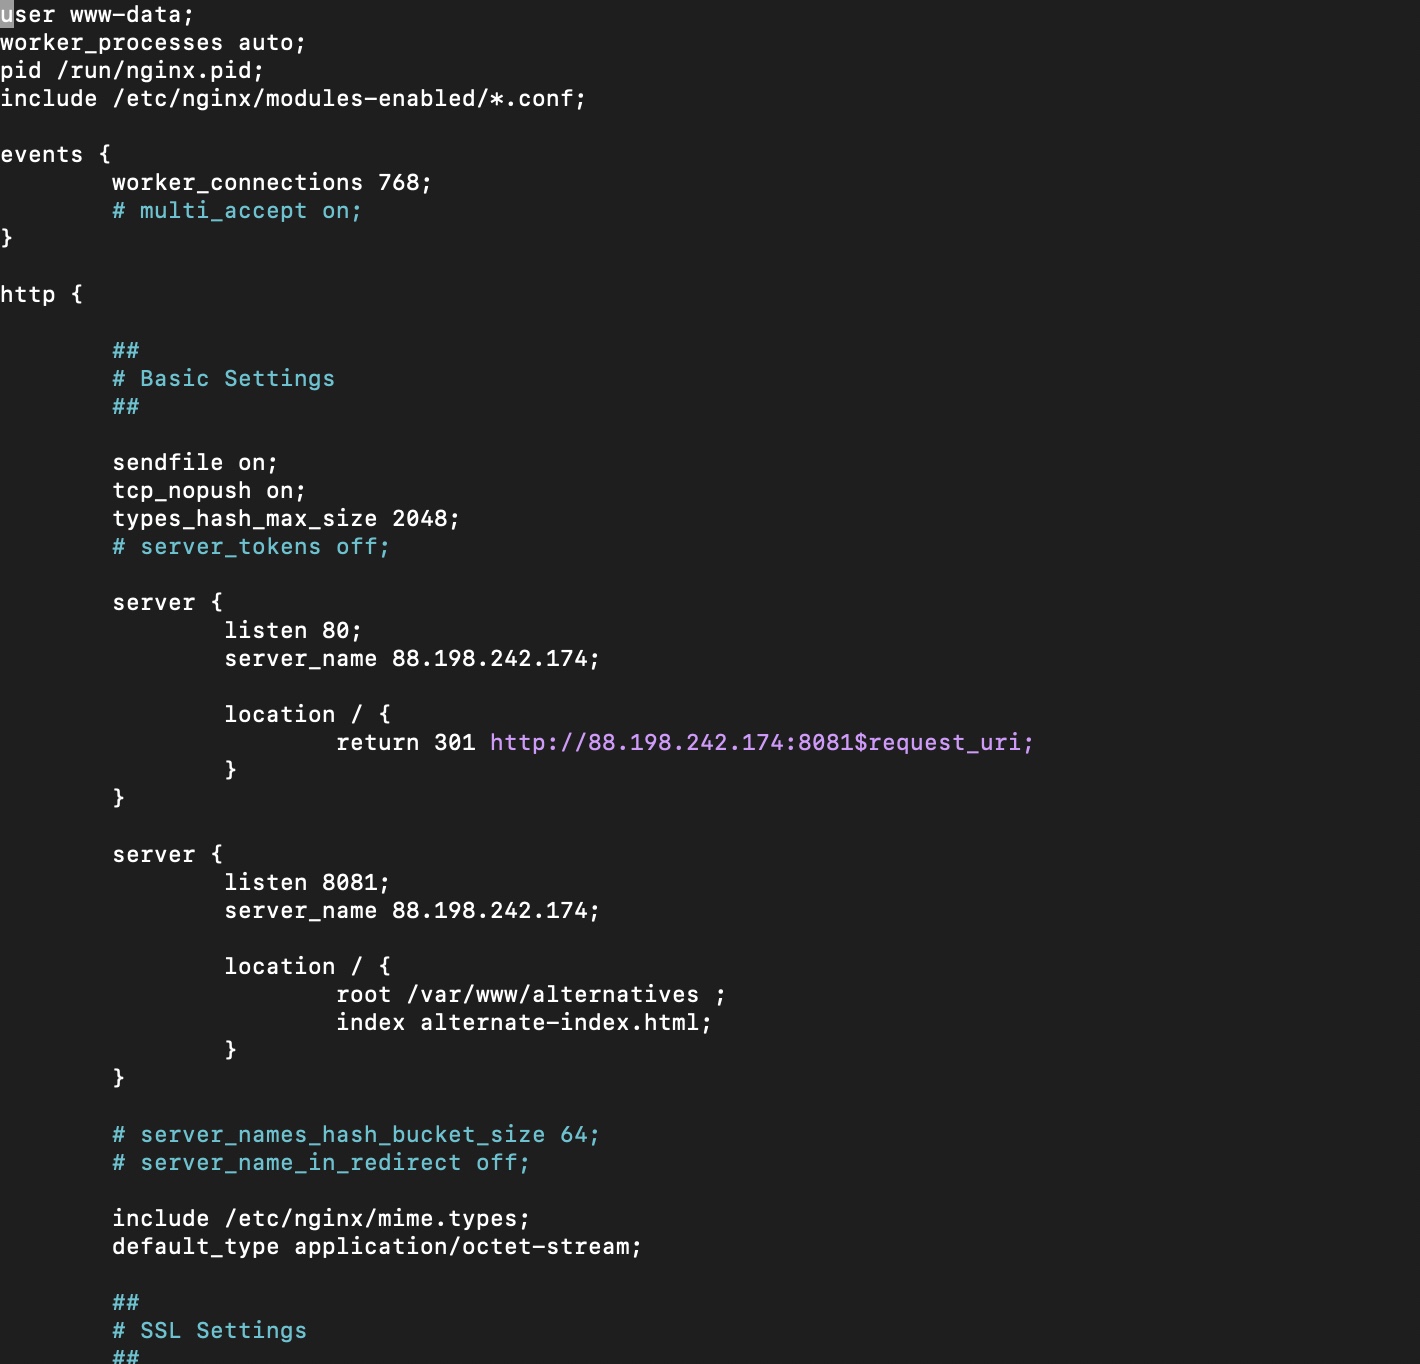 user www-data;
worker_processes auto;
pid /run/nginx.pid;
include /etc/nginx/modules-enabled/*.conf;
events {
worker_connections 768;
# multi_accept on;
}
http {
##
# Basic Settings
##
sendfile on;
tcp_nopush on;
types_hash_max_size 2048;
# server_tokens off;
server {
listen 80;
server_name 88.198.242.174;
location / {
return 301 http://88.198.242.174:8081$request_uri;
}
}
server {
listen 8081;
server_name 88.198.242.174;
location / {
root /var/www/alternatives ;
index alternate-index.html;
}
}
# server_names_hash_bucket_size 64;
# server_name_in_redirect off;
include /etc/nginx/mime.types;
default_type application/octet-stream;
##
# SSL Settings
##